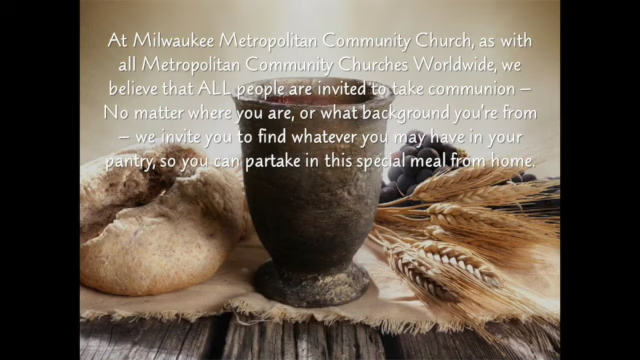 At Milwaukee Metropolitan Community Church, as with
all Metropolitan Community Churches Worldwide, we
believe that ALL people are invited to take communion –
No matter where you are, or what background you're from
– we invite you to find whatever you may have in your
pantry, so you can partake in this special meal from home.